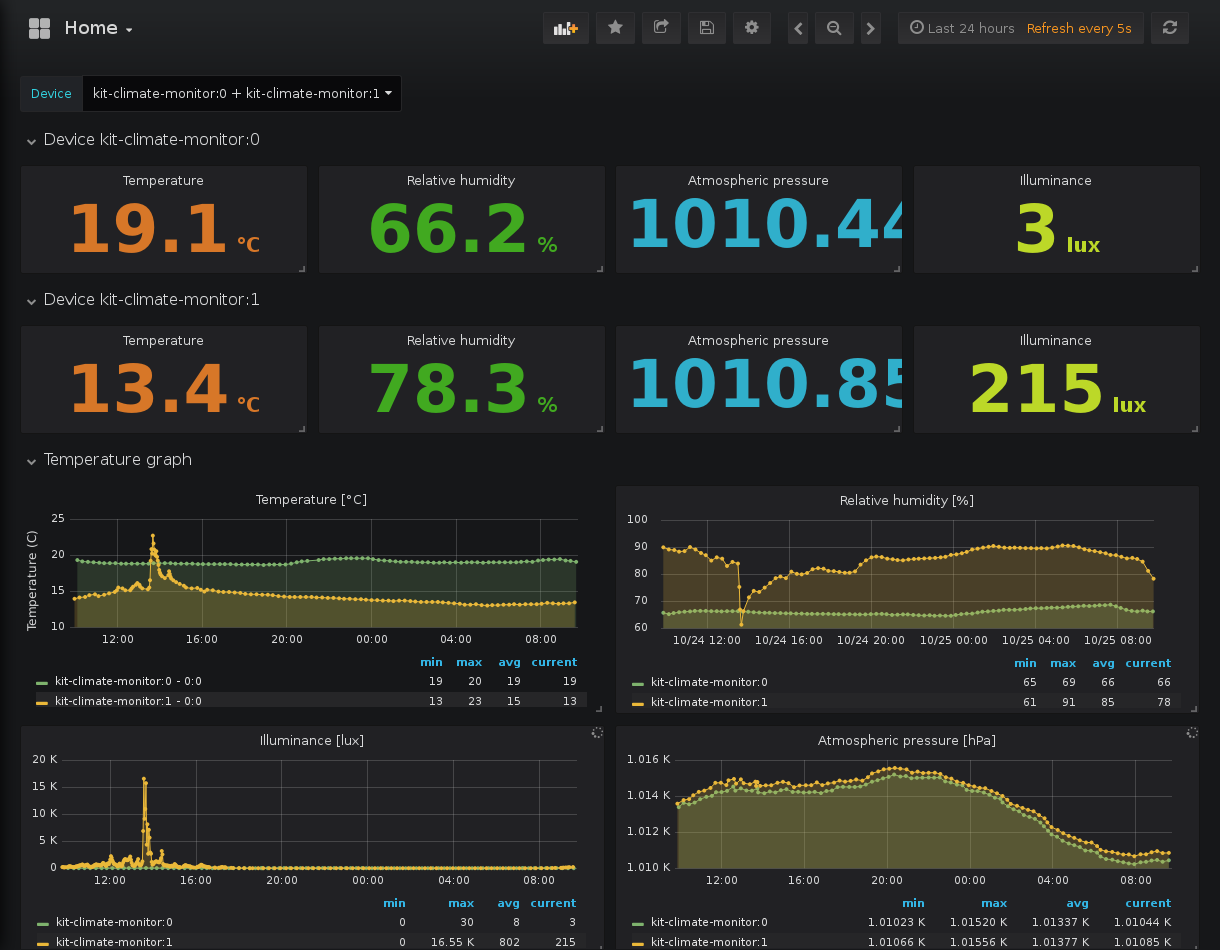 Home
Last 24 hours Refresh every 5s
Device kit-climate-monitor:0 + kit-climate-monitor:1
Device kit-climate-monitor:0
Temperature Relative humidity Atmospheric pressure Illuminance
19.1 °C 66.2 % 1010.44 3 lux
Device kit-climate-monitor:1
Temperature Relative humidity Atmospheric pressure Illuminance
13.4 °C 78.3 % 1010.85 215 lux
Temperature graph
Temperature [°C]
Temperature (C)
25
20
15
10
12:00 16:00 20:00 00:00 04:00 08:00
min max avg current
kit-climate-monitor:0 - 0:0 19 20 19 19
kit-climate-monitor:1 - 0:0 13 23 15 13
Relative humidity [%]
100
90
80
70
60
10/24 12:00 10/24 16:00 10/24 20:00 10/25 00:00 10/25 04:00 10/25 08:00
min max avg current
kit-climate-monitor:0 65 69 66 66
kit-climate-monitor:1 61 91 85 78
Illuminance [lux]
20 K
15 K
10 K
5 K
0
12:00 16:00 20:00 00:00 04:00 08:00
min max avg current
kit-climate-monitor:0 0 30 8 3
kit-climate-monitor:1 0 16.55 K 802 215
Atmospheric pressure [hPa]
1.016 K
1.014 K
1.012 K
1.010 K
12:00 16:00 20:00 00:00 04:00 08:00
min max avg current
kit-climate-monitor:0 1.01023 K 1.01520 K 1.01337 K 1.01044 K
kit-climate-monitor:1 1.01066 K 1.01556 K 1.01377 K 1.01085 K